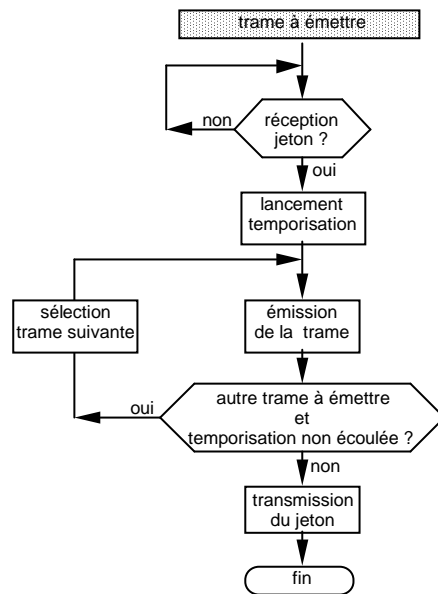 trame à émettre
non
réception
jeton ?
oui
lancement
temporisation
sélection
trame suivante
émission
de la trame
oui
autre trame à émettre
et
temporisation non écoulée ?
non
transmission
du jeton
fin